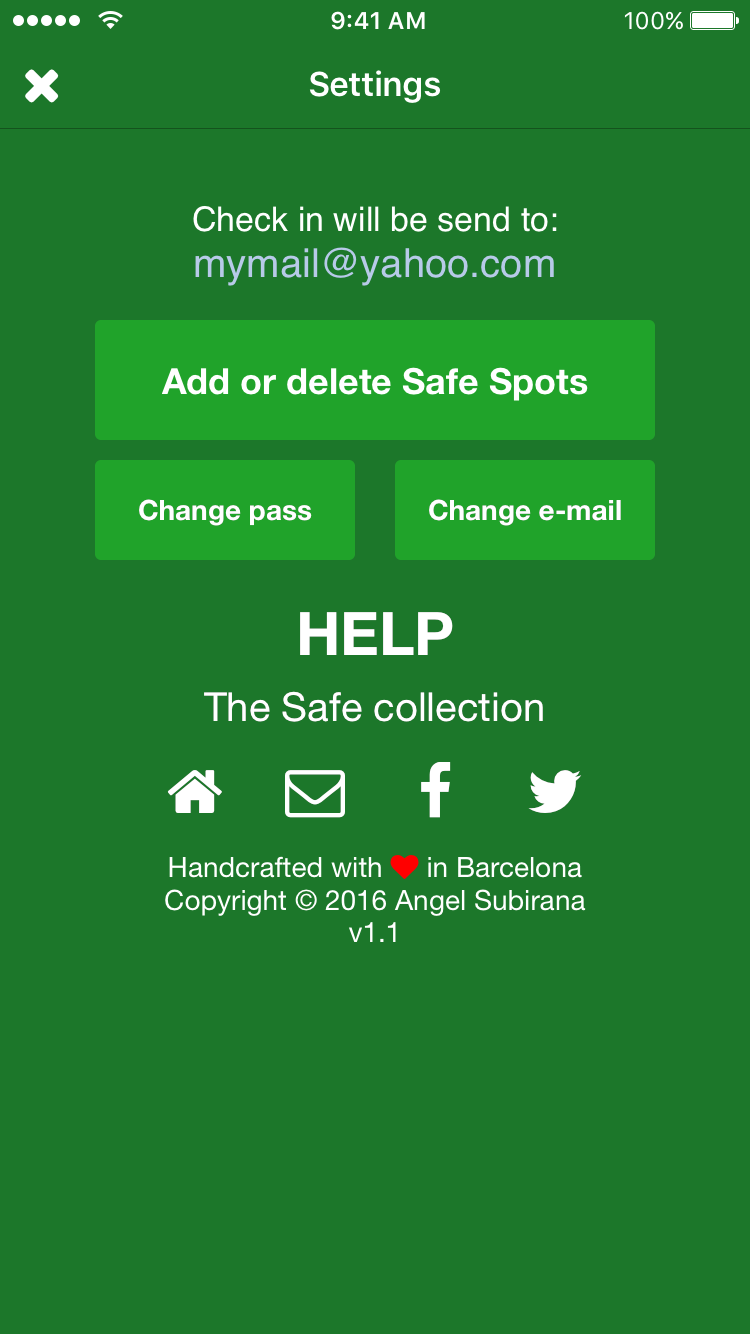 9:41 AM
100%
Settings
Check in will be send to:
mymail@yahoo.com
Add or delete Safe Spots
Change pass
Change e-mail
HELP
The Safe collection
Handcrafted with ❤ in Barcelona
Copyright © 2016 Angel Subirana
v1.1